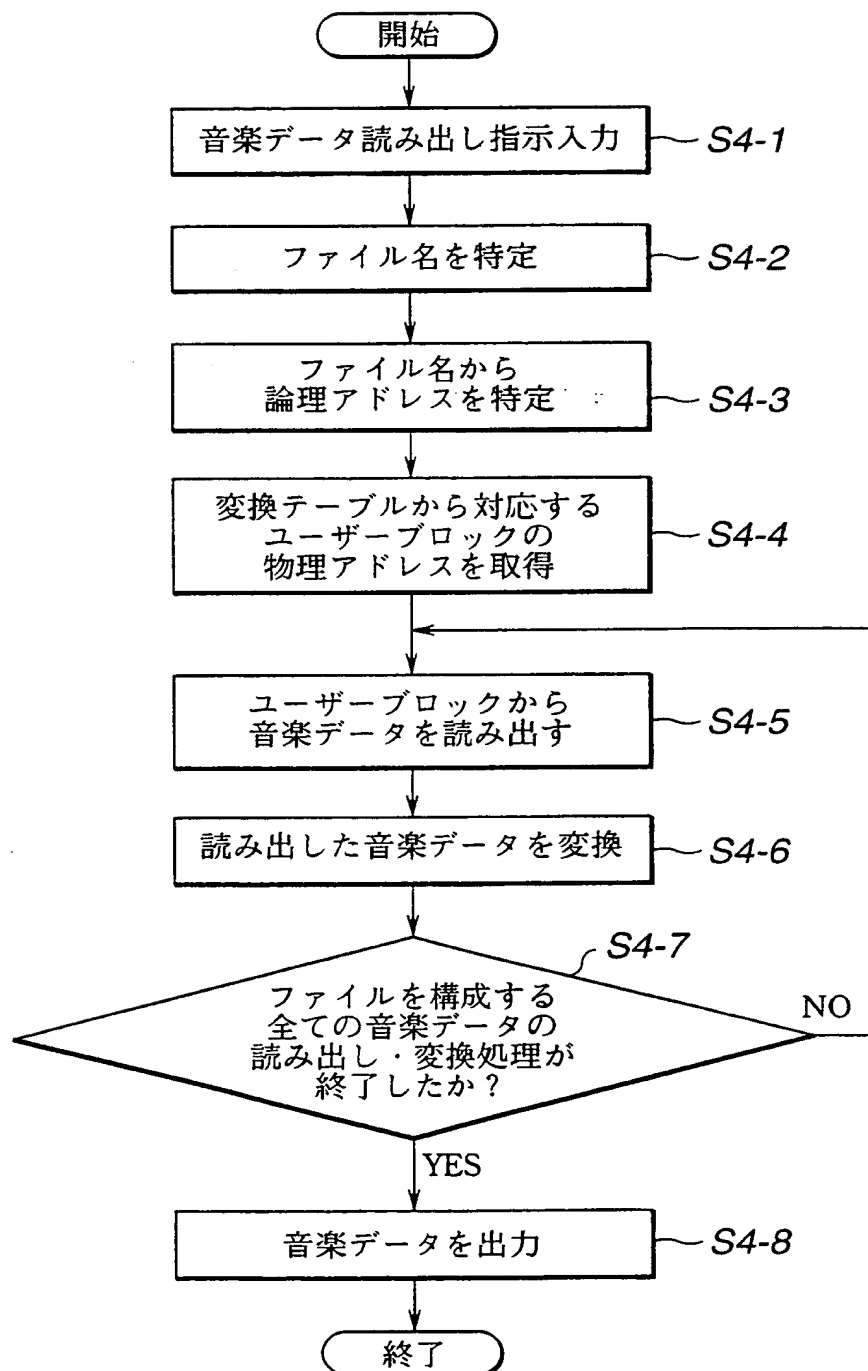 開始
音楽データ読み出し指示入力
S4-1
ファイル名を特定
S4-2
ファイル名から
論理アドレスを特定
S4-3
変換テーブルから対応する
ユーザーブロックの
物理アドレスを取得
S4-4
ユーザーブロックから
音楽データを読み出す
S4-5
読み出した音楽データを変換
S4-6
S4-7
ファイルを構成する
全ての音楽データの
読み出し・変換処理が
終了したか？
NO
YES
音楽データを出力
S4-8
終了